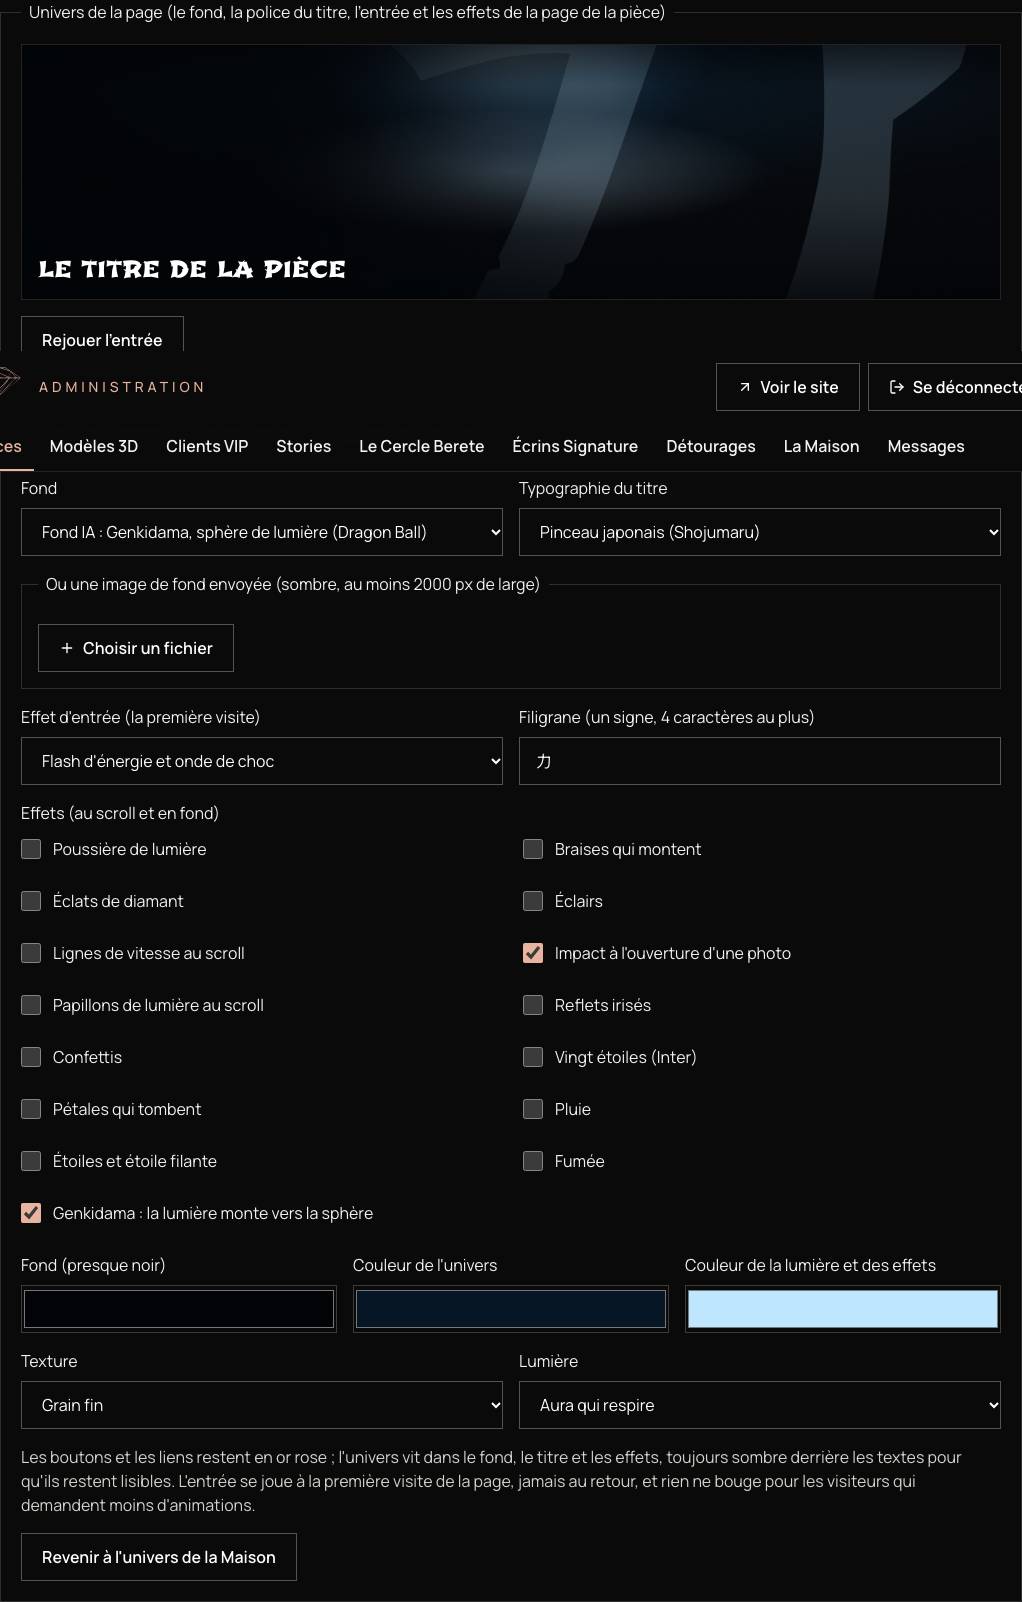 Univers de la page (le fond, la police du titre, l'entrée et les effets de la page de la pièce)
LE TITRE DE LA PIÈCE
Rejouer l'entrée
ADMINISTRATION
Voir le site
Se déconnecte
ces Modèles 3D Clients VIP Stories Le Cercle Berete Écrins Signature Détourages La Maison Messages
Fond
Typographie du titre
Fond IA : Genkidama, sphère de lumière (Dragon Ball)
Pinceau japonais (Shojumaru)
Ou une image de fond envoyée (sombre, au moins 2000 px de large)
+ Choisir un fichier
Effet d'entrée (la première visite)
Filigrane (un signe, 4 caractères au plus)
Flash d'énergie et onde de choc
力
Effets (au scroll et en fond)
Poussière de lumière
Braises qui montent
Éclats de diamant
Éclairs
Lignes de vitesse au scroll
Impact à l'ouverture d'une photo
Papillons de lumière au scroll
Reflets irisés
Confettis
Vingt étoiles (Inter)
Pétales qui tombent
Pluie
Étoiles et étoile filante
Fumée
Genkidama : la lumière monte vers la sphère
Fond (presque noir)
Couleur de l'univers
Couleur de la lumière et des effets
Texture
Lumière
Grain fin
Aura qui respire
Les boutons et les liens restent en or rose ; l'univers vit dans le fond, le titre et les effets, toujours sombre derrière les textes pour
qu'ils restent lisibles. L'entrée se joue à la première visite de la page, jamais au retour, et rien ne bouge pour les visiteurs qui
demandent moins d'animations.
Revenir à l'univers de la Maison